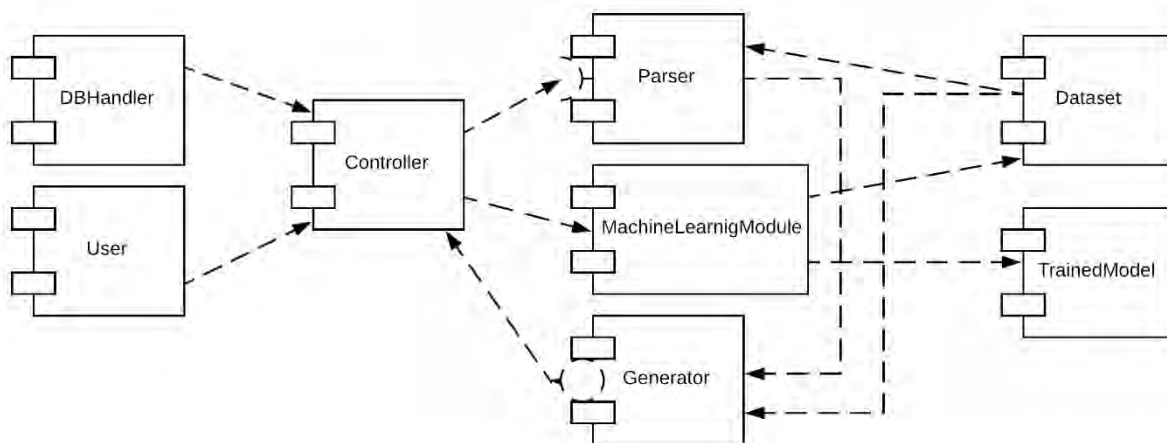 DBHandler
User
Controller
Parser
MachineLearnigModule
Generator
Dataset
TrainedModel